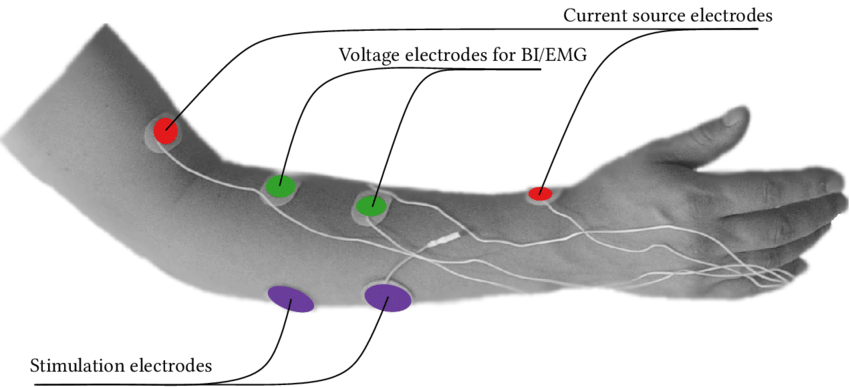 Current source electrodes
Voltage electrodes for BI/EMG
Stimulation electrodes